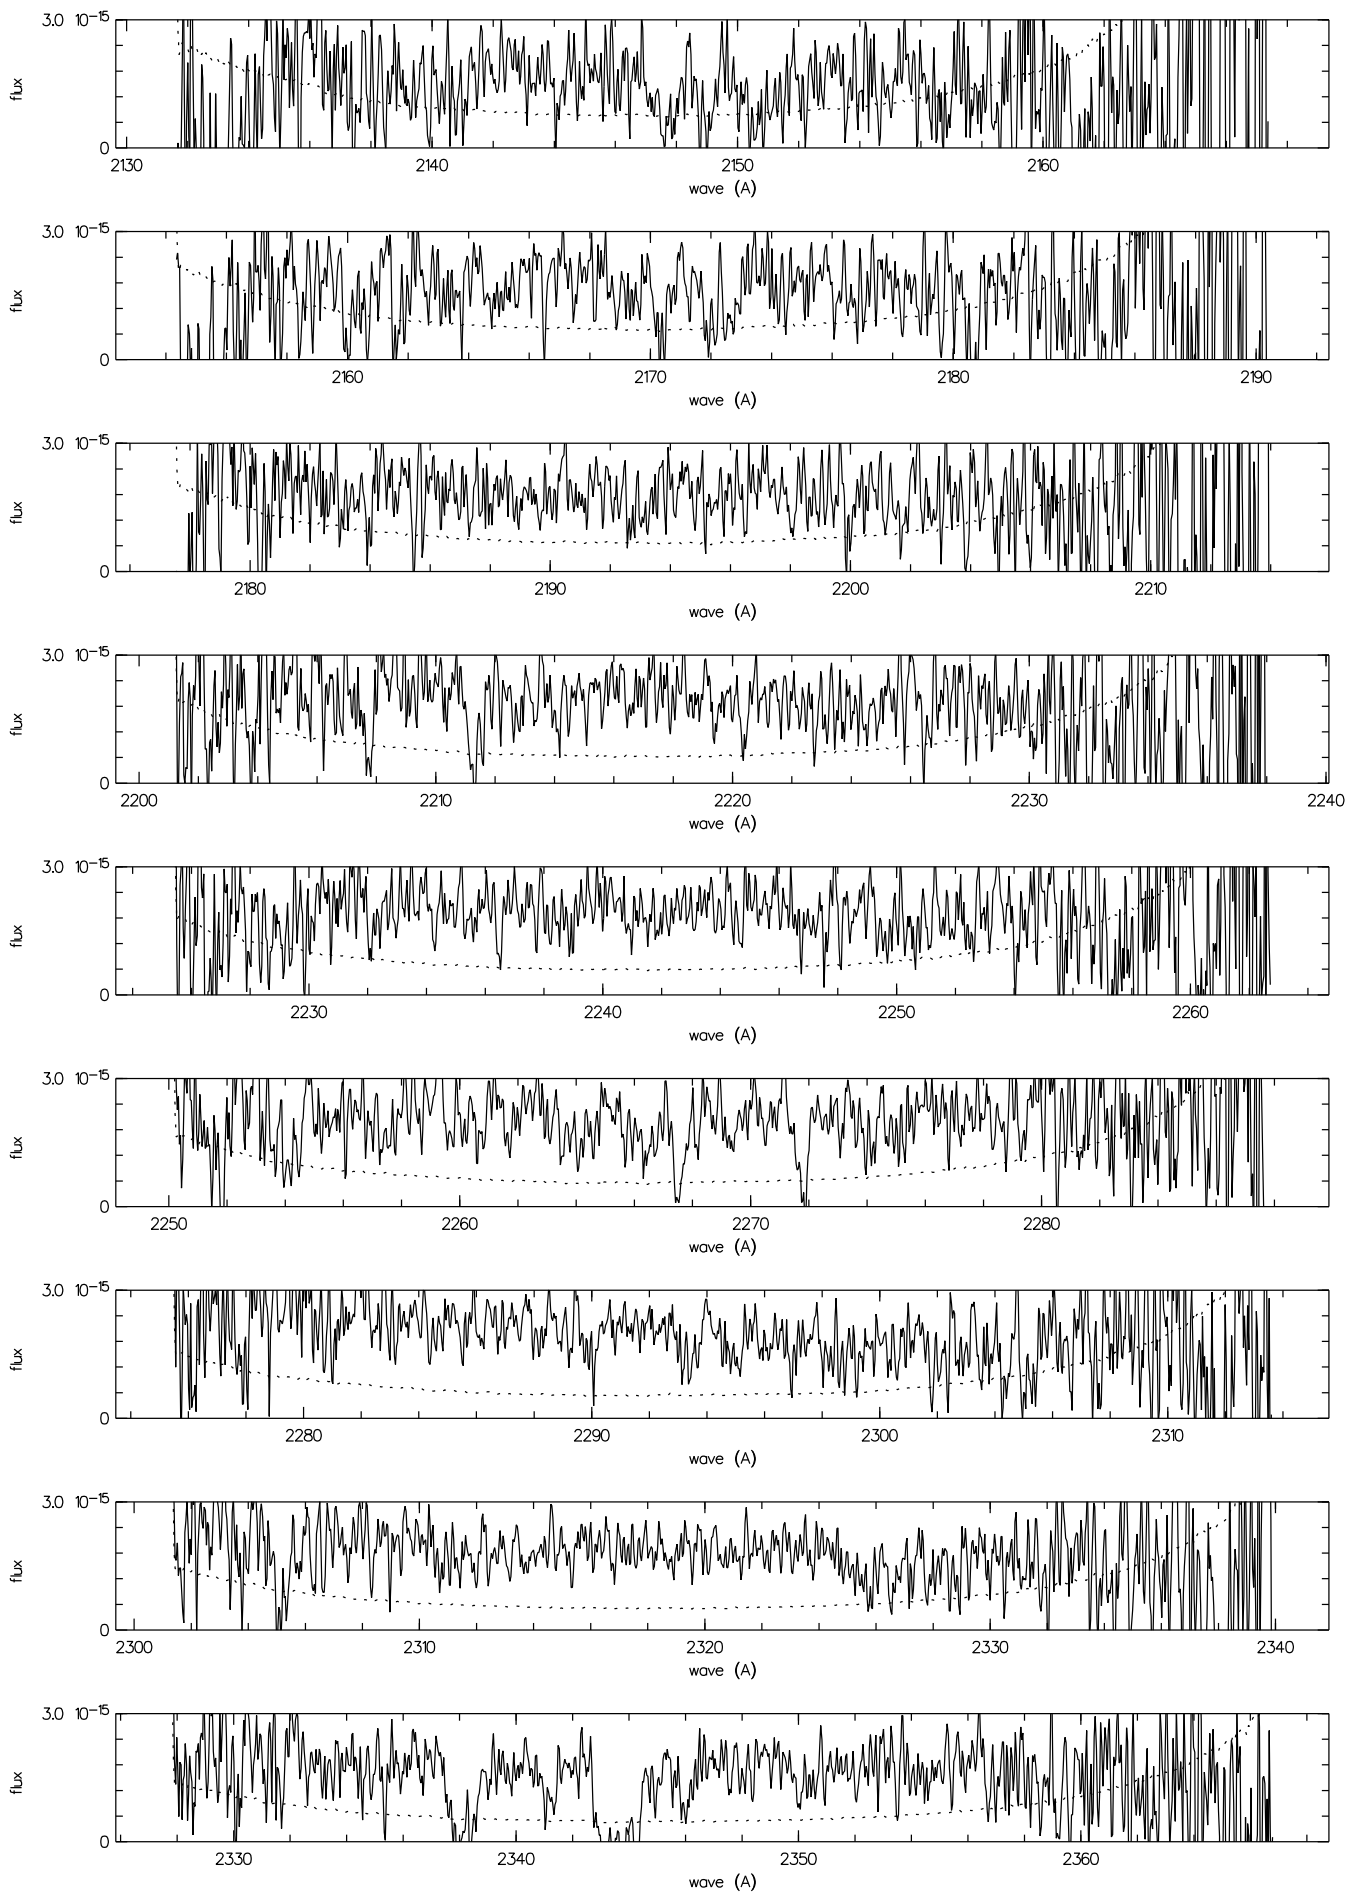 3.0 10-15
flux
0
2130 2140 2150 2160
wave (A)
3.0 10-15
flux
0
2160 2170 2180 2190
wave (A)
3.0 10-15
flux
0
2180 2190 2200 2210
wave (A)
3.0 10-15
flux
0
2200 2210 2220 2230 2240
wave (A)
3.0 10-15
flux
0
2230 2240 2250 2260
wave (A)
3.0 10-15
flux
0
2250 2260 2270 2280
wave (A)
3.0 10-15
flux
0
2280 2290 2300 2310
wave (A)
3.0 10-15
flux
0
2300 2310 2320 2330 2340
wave (A)
3.0 10-15
flux
0
2330 2340 2350 2360
wave (A)